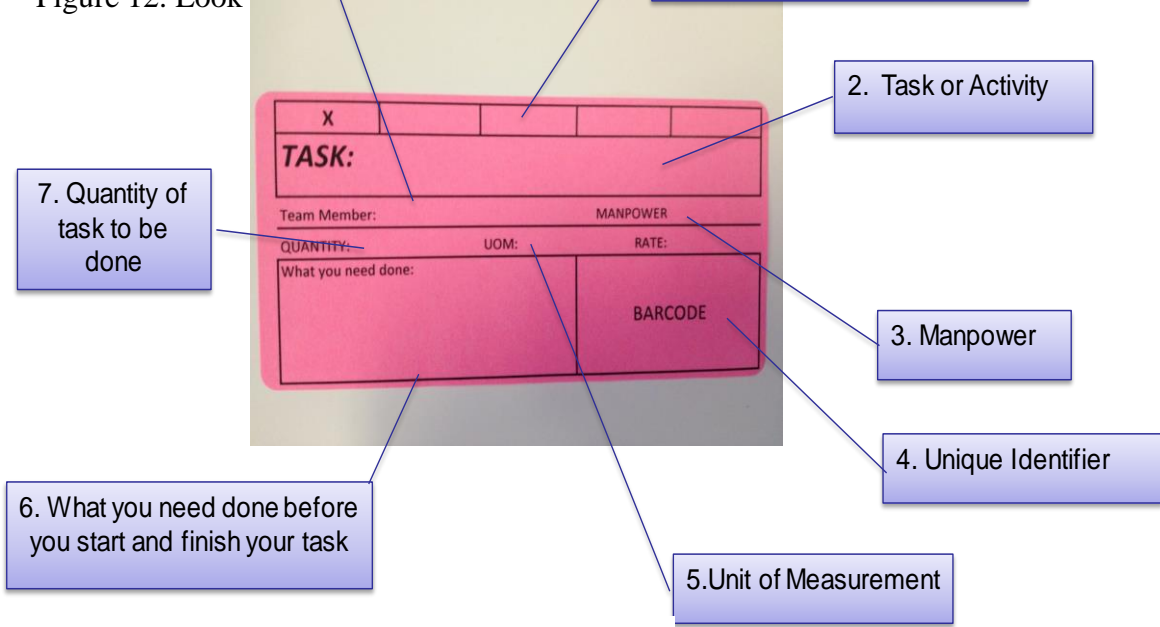 Figure 12: Look
2. Task or Activity
X
TASK:
7. Quantity of
task to be
done
Team Member:
MANPOWER
QUANTITY:
UOM:
RATE:
What you need done:
BARCODE
3. Manpower
4. Unique Identifier
6. What you need done before
you start and finish your task
5.Unit of Measurement